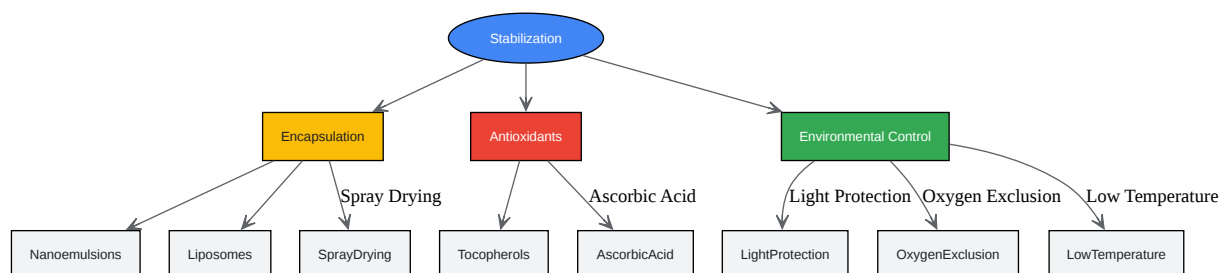 Stabilization
Encapsulation
Antioxidants
Environmental Control
Spray Drying
Ascorbic Acid
Light Protection
Oxygen Exclusion
Low Temperature
Nanoemulsions
Liposomes
SprayDrying
Tocopherols
AscorbicAcid
LightProtection
OxygenExclusion
LowTemperature